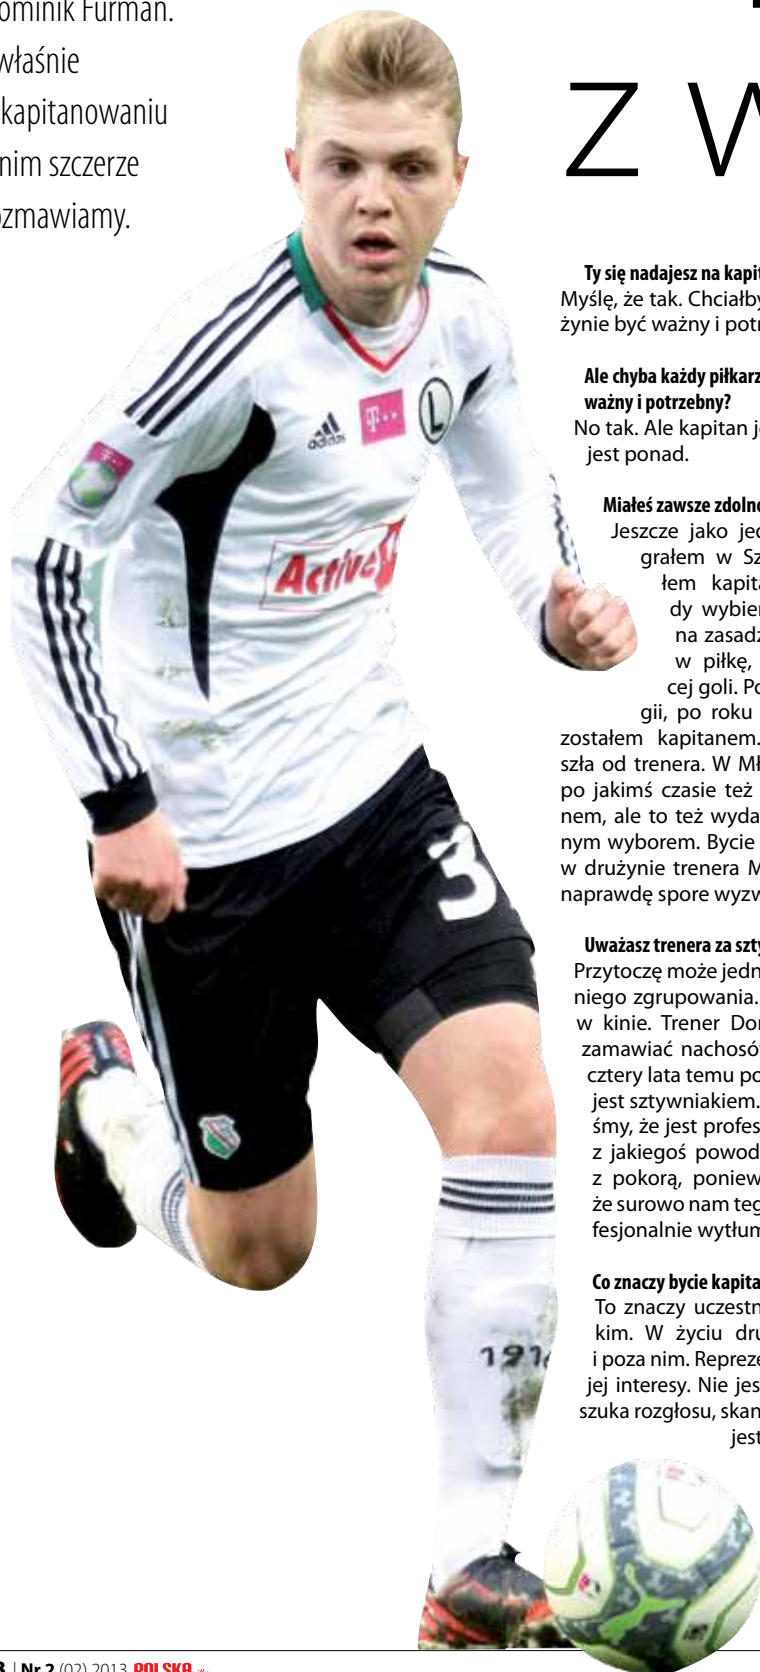 ominik Furman.
właśnie
kapitanowaniu
nim szczerze
ozmawiamy.
Z W
Ty się nadajesz na kapit
Myślę, że tak. Chciałby
żynie być ważny i potr
Ale chyba każdy piłkarz
ważny i potrzebny?
No tak. Ale kapitan je
jest ponad.
Miałeś zawsze zdolno
Jeszcze jako jed
grałem w Sz
łem kapita
dy wybier
na zasadz
w piłkę,
cej goli. Po
gii, po roku
zostałem kapitanem.
szła od trenera. W Mł
po jakimś czasie też
nem, ale to też wyda
nym wyborem. Bycie
w drużynie trenera M
naprawdę spore wyzw
Uważasz trenera za szty
Przytoczę może jedn
niego zgrupowania.
w kinie. Trener Dor
zamawiać nachosów
cztery lata temu po
jest sztywniakiem.
śmy, że jest profes
z jakiegoś powod
z pokorą, poniew
że surowo nam teg
fesjonalnie wytłum
Co znaczy bycie kapita
To znaczy uczestn
kim. W życiu dru
i poza nim. Repreze
jej interesy. Nie jes
szuka rozgłosu, skan
jest
adidas
T
L
Active
3
1916
8 | Nr 2 (02) 2013 POLSKA